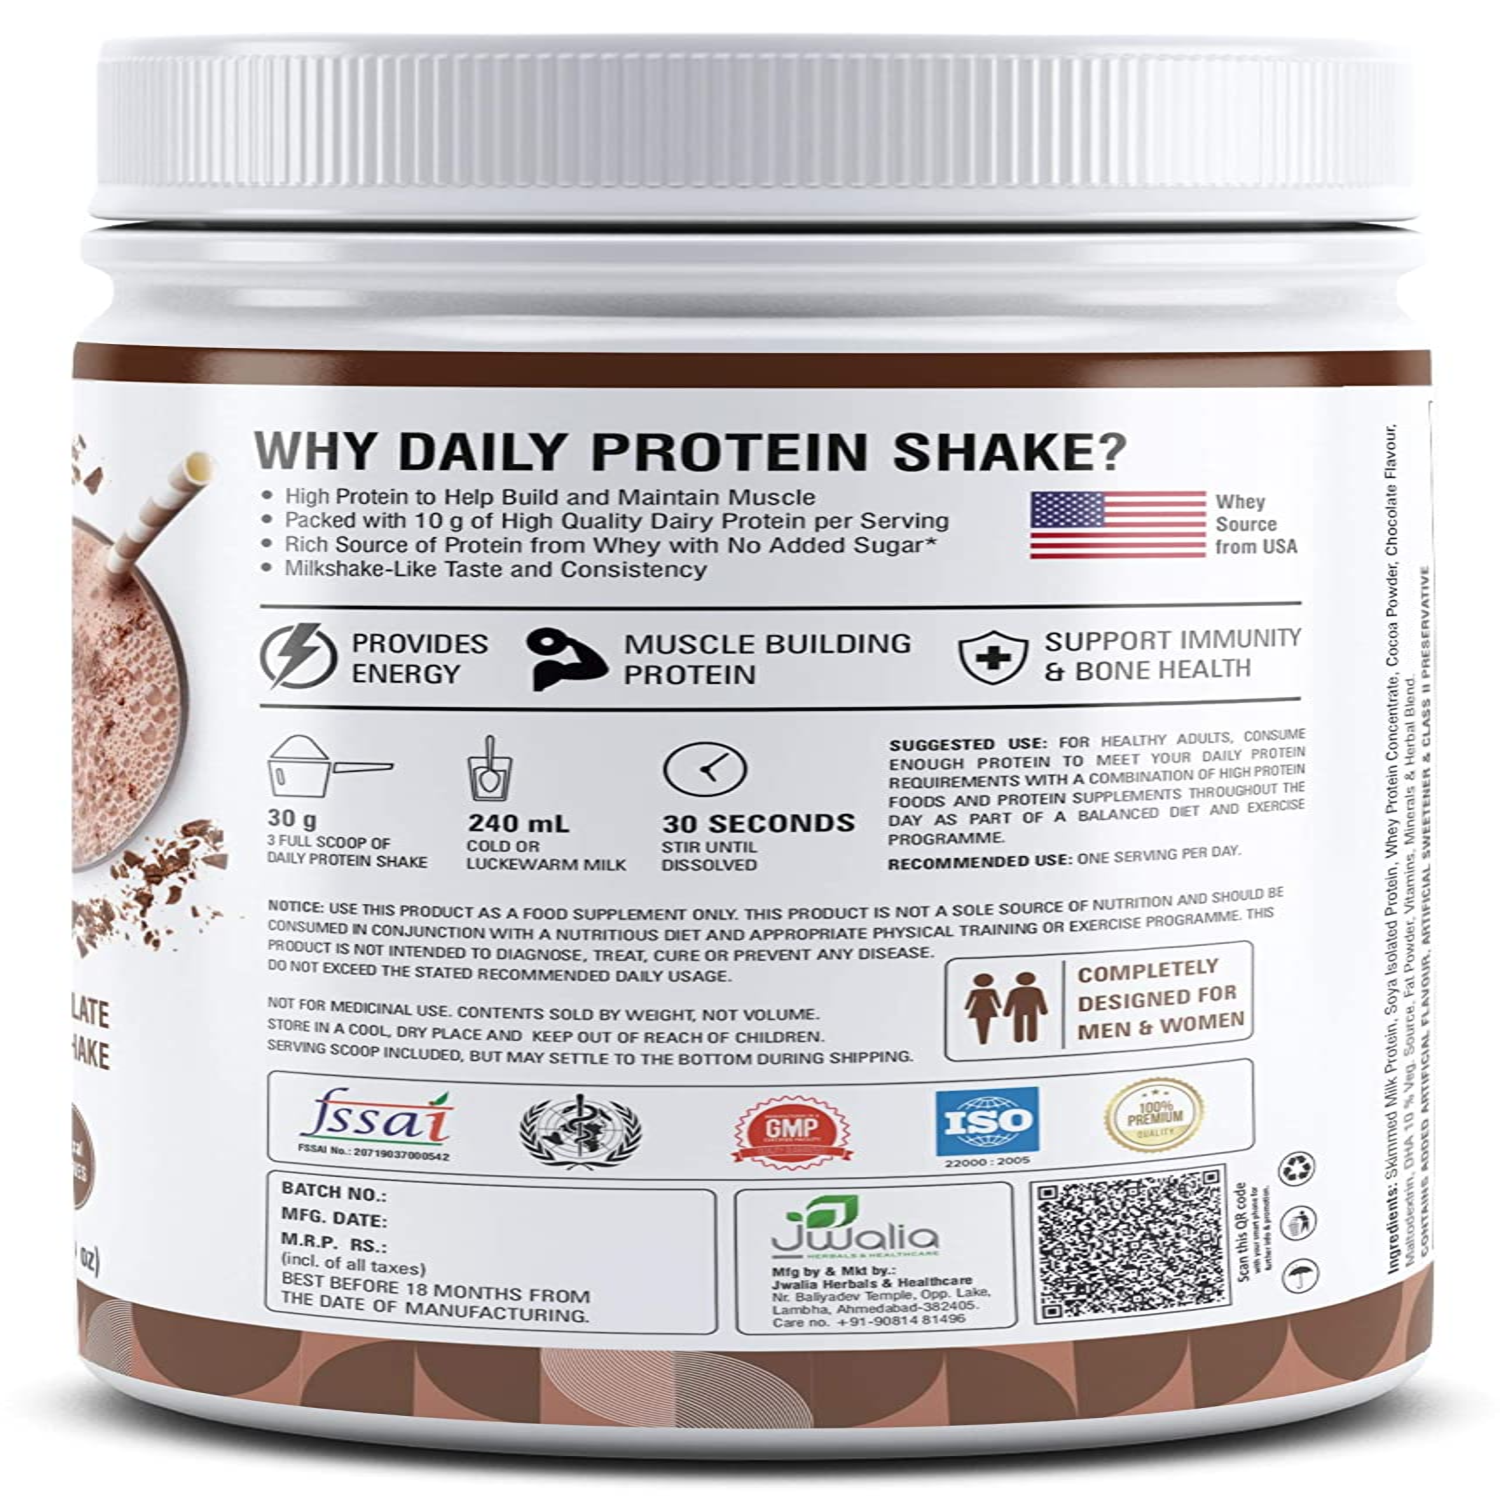 WHY DAILY PROTEIN SHAKE?
• High Protein to Help Build and Maintain Muscle
• Packed with 10 g of High Quality Dairy Protein per Serving
• Rich Source of Protein from Whey with No Added Sugar*
• Milkshake-Like Taste and Consistency
Whey
Source
from USA
PROVIDES
ENERGY
MUSCLE BUILDING
PROTEIN
SUPPORT IMMUNITY
& BONE HEALTH
30 g
3 FULL SCOOP OF
DAILY PROTEIN SHAKE
240 mL
COLD OR
LUCKEWARM MILK
30 SECONDS
STIR UNTIL
DISSOLVED
SUGGESTED USE: FOR HEALTHY ADULTS, CONSUME
ENOUGH PROTEIN TO MEET YOUR DAILY PROTEIN
REQUIREMENTS WITH A COMBINATION OF HIGH PROTEIN
FOODS AND PROTEIN SUPPLEMENTS THROUGHOUT THE
DAY AS PART OF A BALANCED DIET AND EXERCISE
PROGRAMME.
RECOMMENDED USE: ONE SERVING PER DAY.
NOTICE: USE THIS PRODUCT AS A FOOD SUPPLEMENT ONLY. THIS PRODUCT IS NOT A SOLE SOURCE OF NUTRITION AND SHOULD BE
CONSUMED IN CONJUNCTION WITH A NUTRITIOUS DIET AND APPROPRIATE PHYSICAL TRAINING OR EXERCISE PROGRAMME. THIS
PRODUCT IS NOT INTENDED TO DIAGNOSE, TREAT, CURE OR PREVENT ANY DISEASE.
DO NOT EXCEED THE STATED RECOMMENDED DAILY USAGE.
NOT FOR MEDICINAL USE. CONTENTS SOLD BY WEIGHT, NOT VOLUME.
STORE IN A COOL, DRY PLACE AND KEEP OUT OF REACH OF CHILDREN.
SERVING SCOOP INCLUDED, BUT MAY SETTLE TO THE BOTTOM DURING SHIPPING.
COMPLETELY
DESIGNED FOR
MEN & WOMEN
LATE
HAKE
oz)
fssai
FSSAI No.: 20719037000542
GMP
ISO
22000 : 2005
100%
PREMIUM
QUALITY
BATCH NO.:
MFG. DATE:
M.R.P. RS.:
(incl. of all taxes)
BEST BEFORE 18 MONTHS FROM
THE DATE OF MANUFACTURING.
Jwalia
HERBALS & HEALTHCARE
Mfg by & Mkt by.:
Jwalia Herbals & Healthcare
Nr. Baliyadev Temple, Opp. Lake,
Lambha, Ahmedabad-382405.
Care no. +91-90814 81496
Scan this QR code
with your smart phone for
further info & promotion.
Ingredients: Skimmed Milk Protein, Soya Isolated Protein, Whey Protein Concentrate, Cocoa Powder, Chocolate Flavour,
Maltodextrin, DHA 10 % Veg. Source, Fat Powder, Vitamins, Minerals & Herbal Blend.
CONTAINS ADDED ARTIFICIAL FLAVOUR, ARTIFICIAL SWEETENER & CLASS II PRESERVATIVE